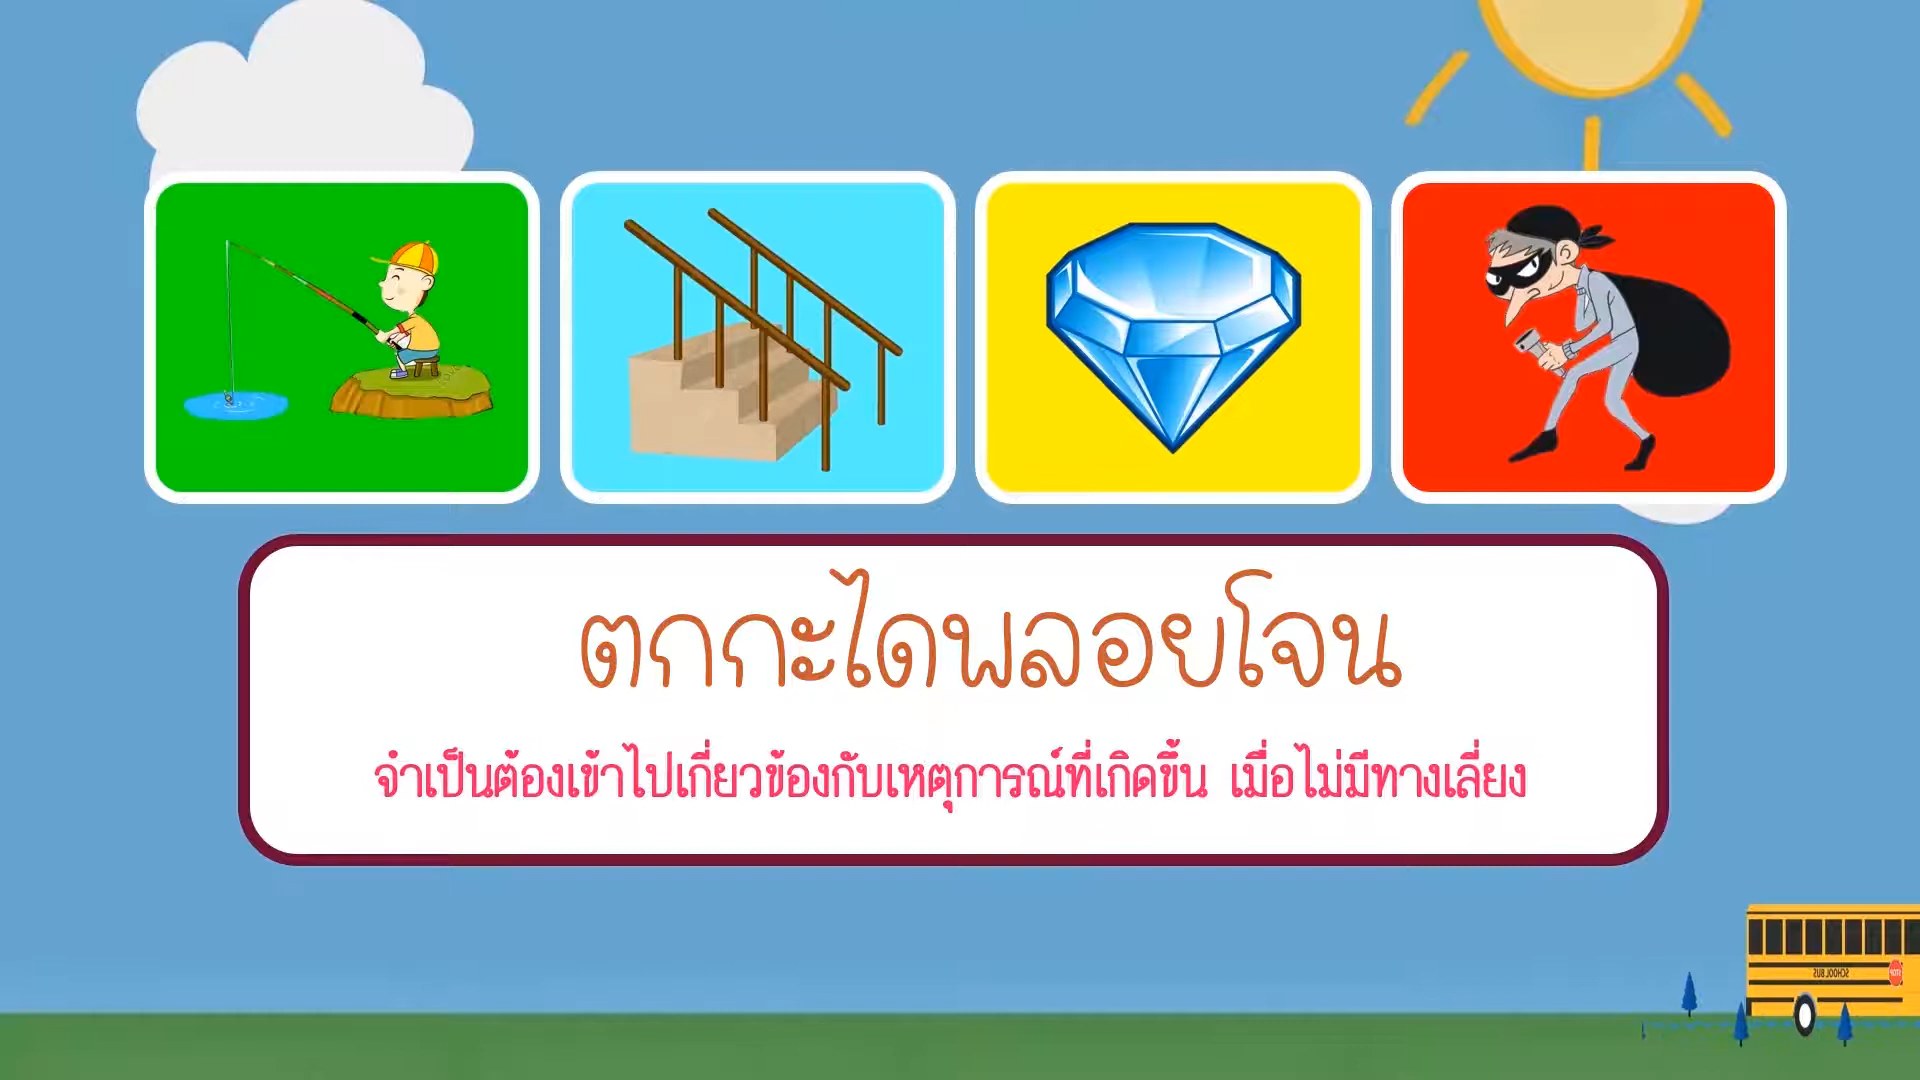 ตกกะไดพลอยโจน
จำเป็นต้องเข้าไปเกี่ยวข้องกับเหตุการณ์ที่เกิดขึ้น เมื่อไม่มีทางเลี่ยง
SCHOOL BUS
STOP